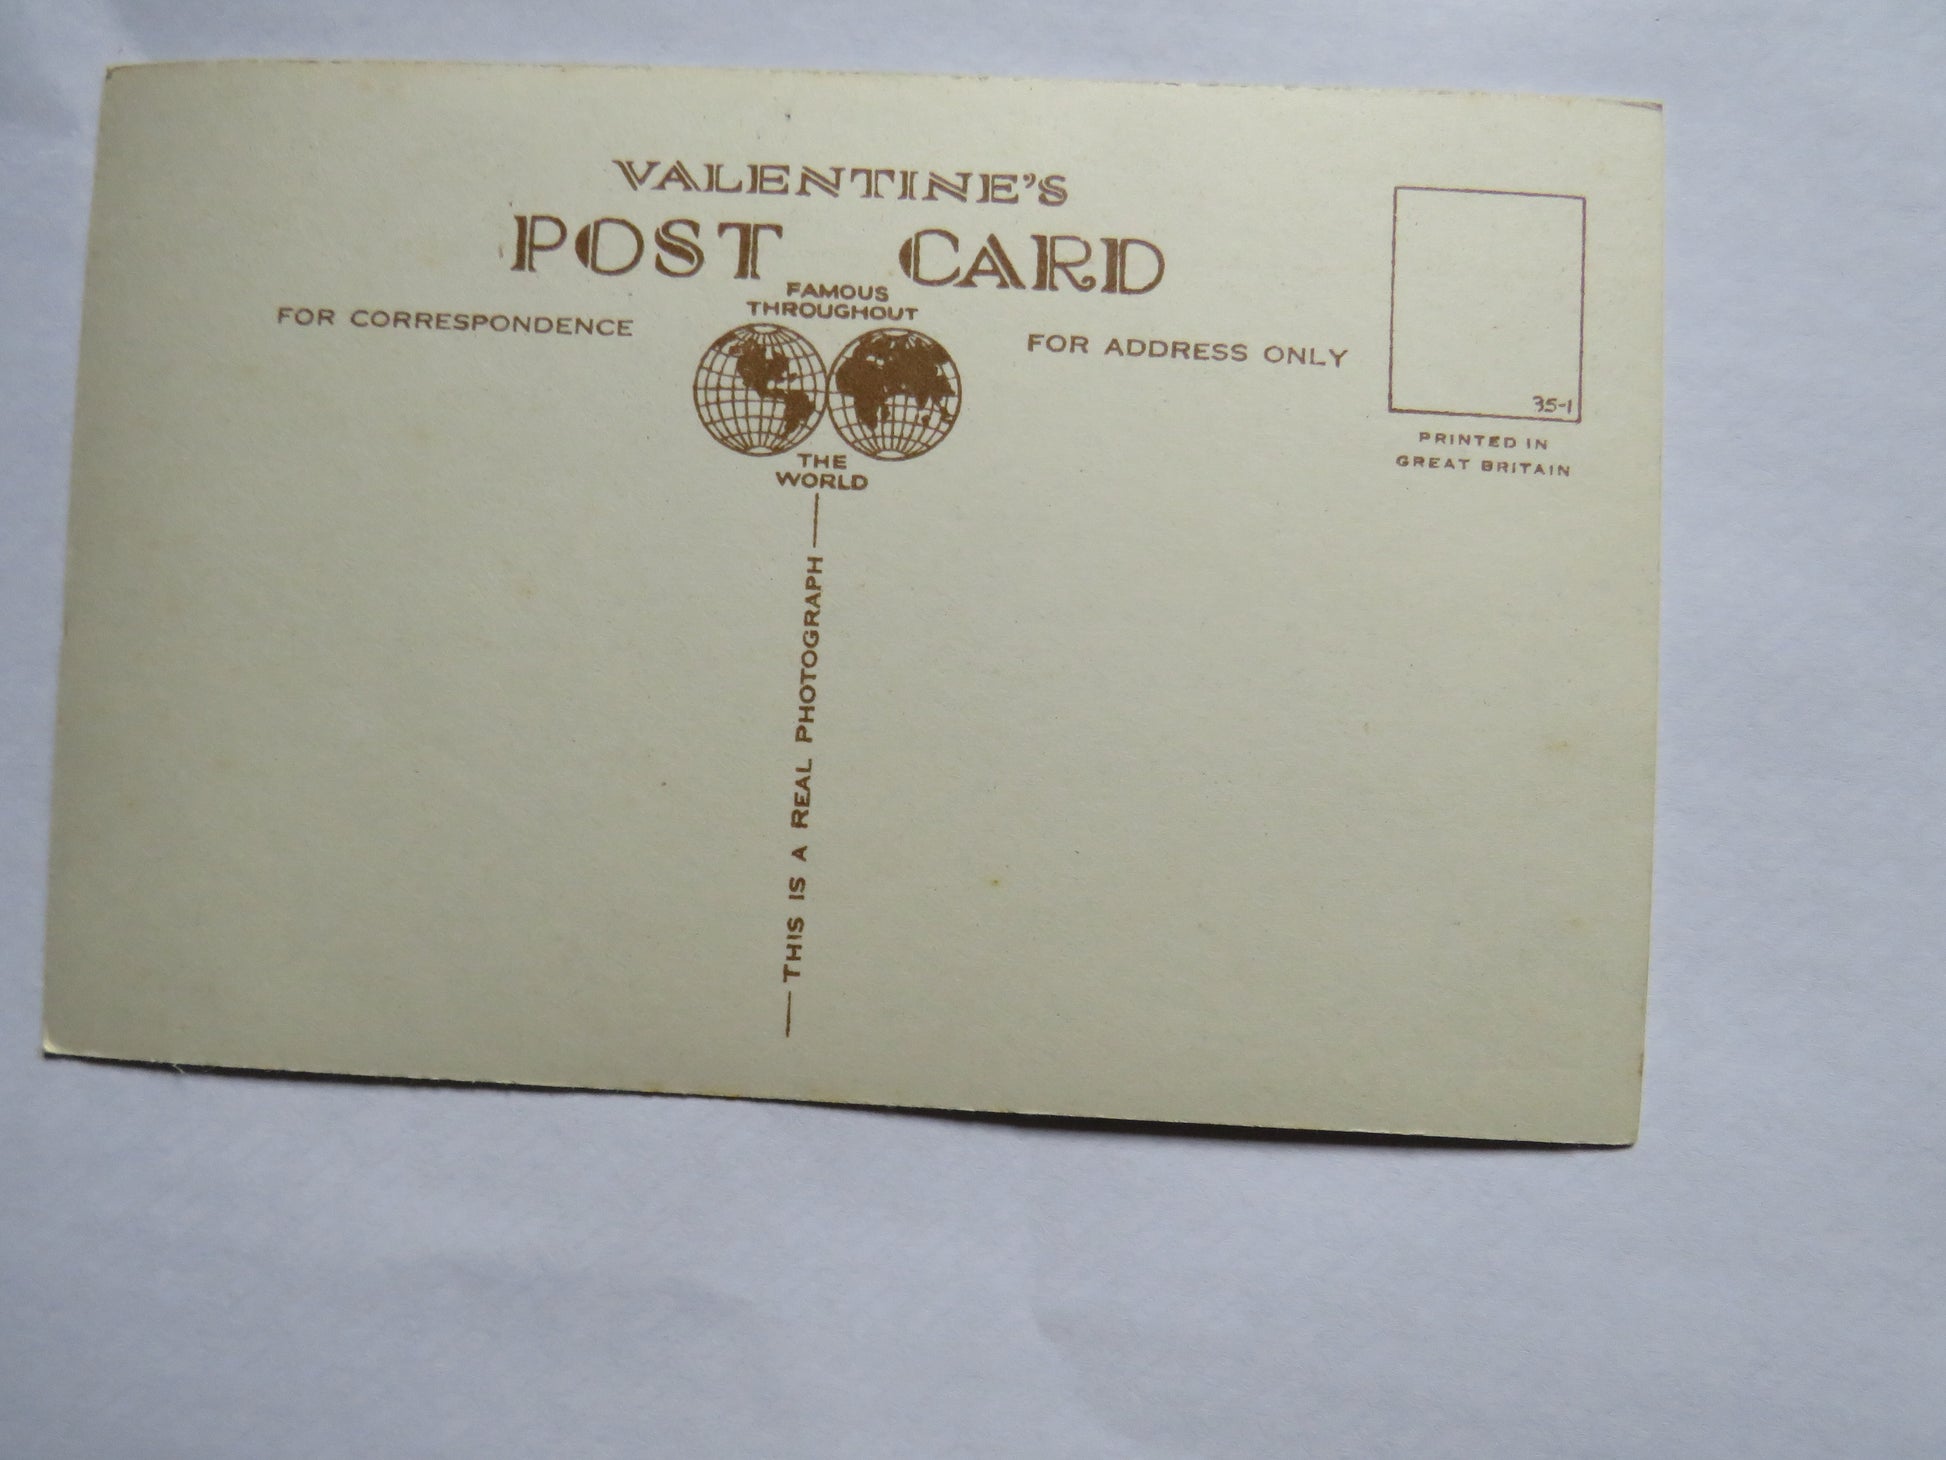 VALENTINE'S
POST CARD
FAMOUS
THROUGHOUT
THE
WORLD
FOR CORRESPONDENCE
FOR ADDRESS ONLY
35-1
PRINTED IN
GREAT BRITAIN
THIS IS A REAL PHOTOGRAPH